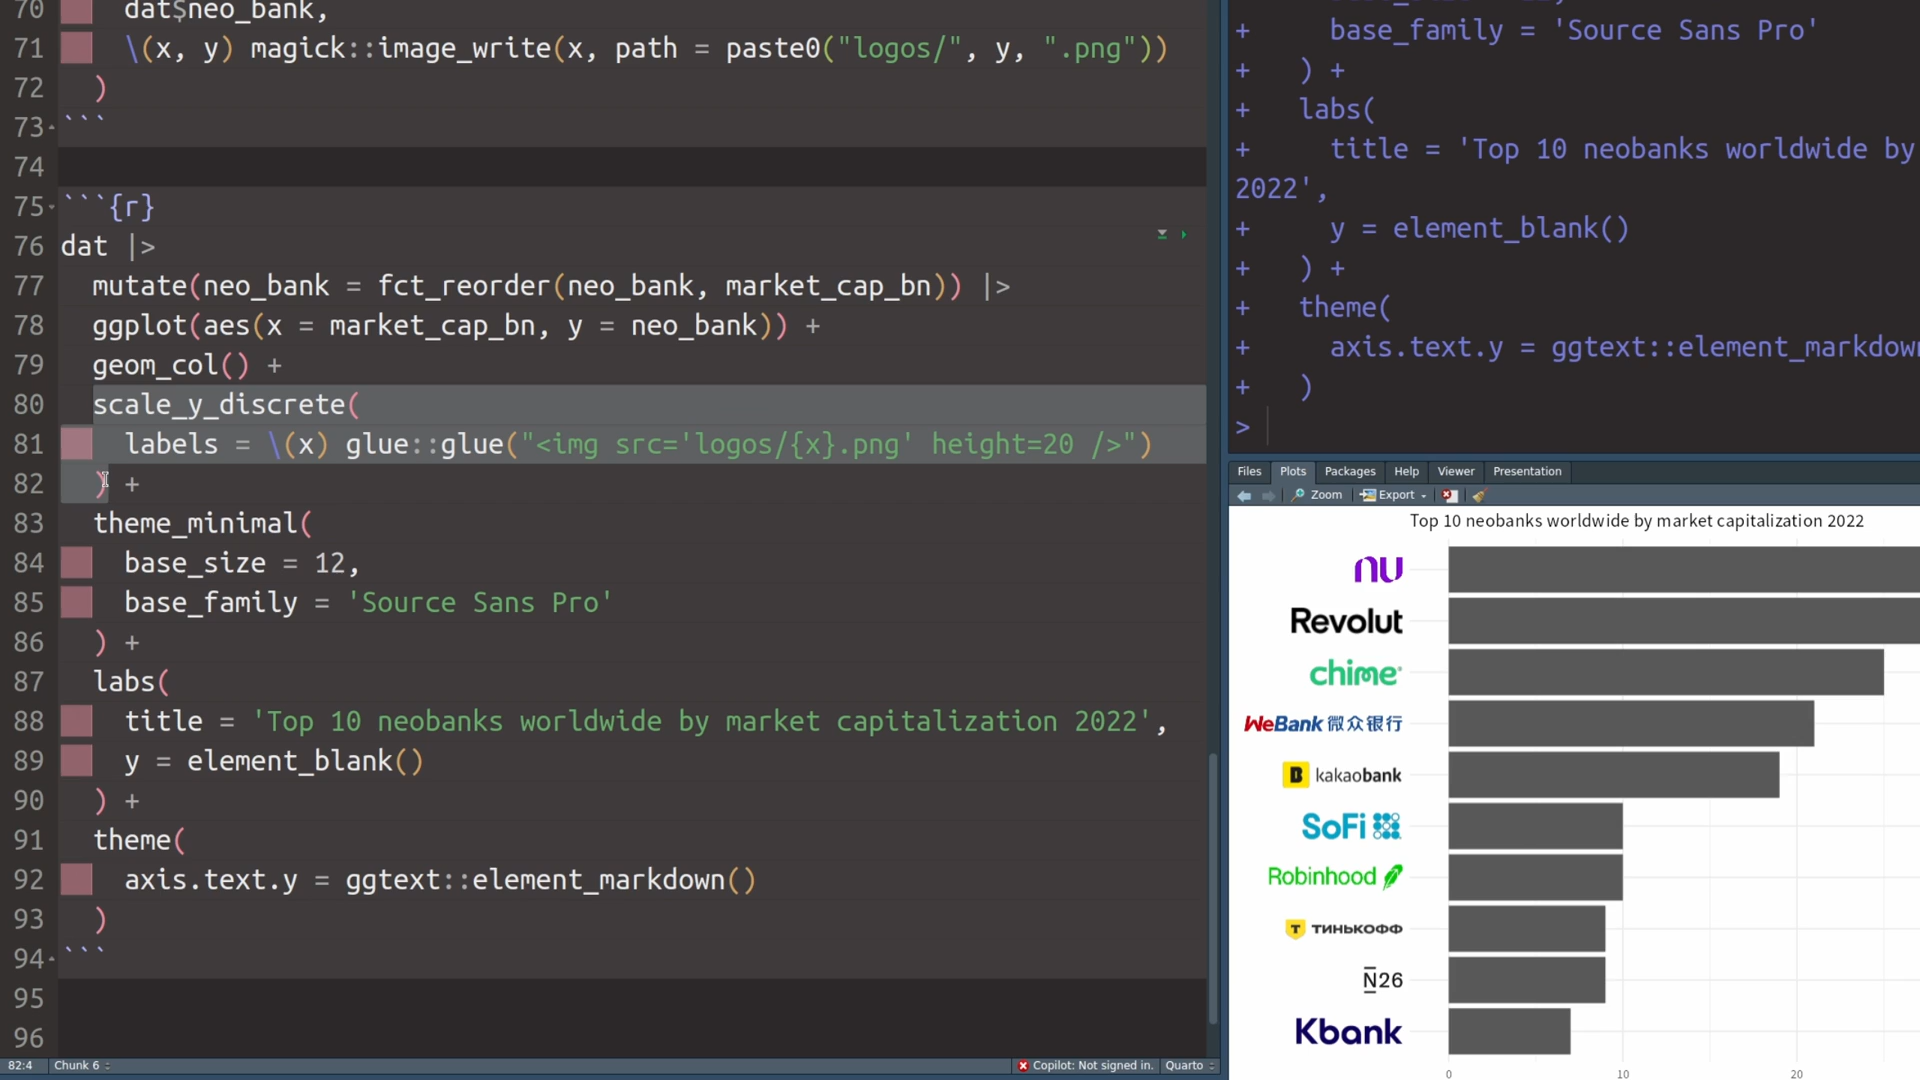 70 dat$neo_bank,
71 \(x, y) magick::image_write(x, path = paste0("logos/", y, ".png"))
72 )
73 ```
74
75 ```{r}
76 dat |>
77 mutate(neo_bank = fct_reorder(neo_bank, market_cap_bn)) |>
78 ggplot(aes(x = market_cap_bn, y = neo_bank)) +
79 geom_col() +
80 scale_y_discrete(
81 labels = \(x) glue::glue("<img src='logos/{x}.png' height=20 />")
82 ) +
83 theme_minimal(
84 base_size = 12,
85 base_family = 'Source Sans Pro'
86 ) +
87 labs(
88 title = 'Top 10 neobanks worldwide by market capitalization 2022',
89 y = element_blank()
90 ) +
91 theme(
92 axis.text.y = ggtext::element_markdown()
93 )
94 ```
95
96
82:4 Chunk 6
Copilot: Not signed in. Quarto
+ base_family = 'Source Sans Pro'
+ ) +
+ labs(
+ title = 'Top 10 neobanks worldwide by
2022',
+ y = element_blank()
+ ) +
+ theme(
+ axis.text.y = ggtext::element_markdown
+ )
>
Files Plots Packages Help Viewer Presentation
Zoom Export
Top 10 neobanks worldwide by market capitalization 2022
nu
Revolut
chime
WeBank 微众银行
B kakaobank
SoFi
Robinhood
Т ТИНЬКОФФ
N26
Kbank
0 10 20